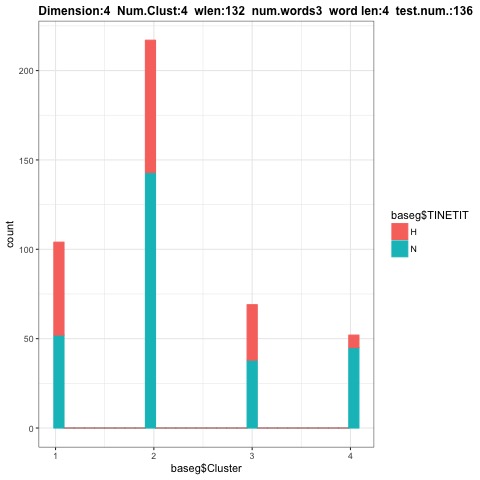 Dimension:4 Num.Clust:4 wlen:132 num.words3 word len:4 test.num.:136
200
150
100
50
0
count
1 2 3 4
baseg$Cluster
baseg$TINETIT
H
N